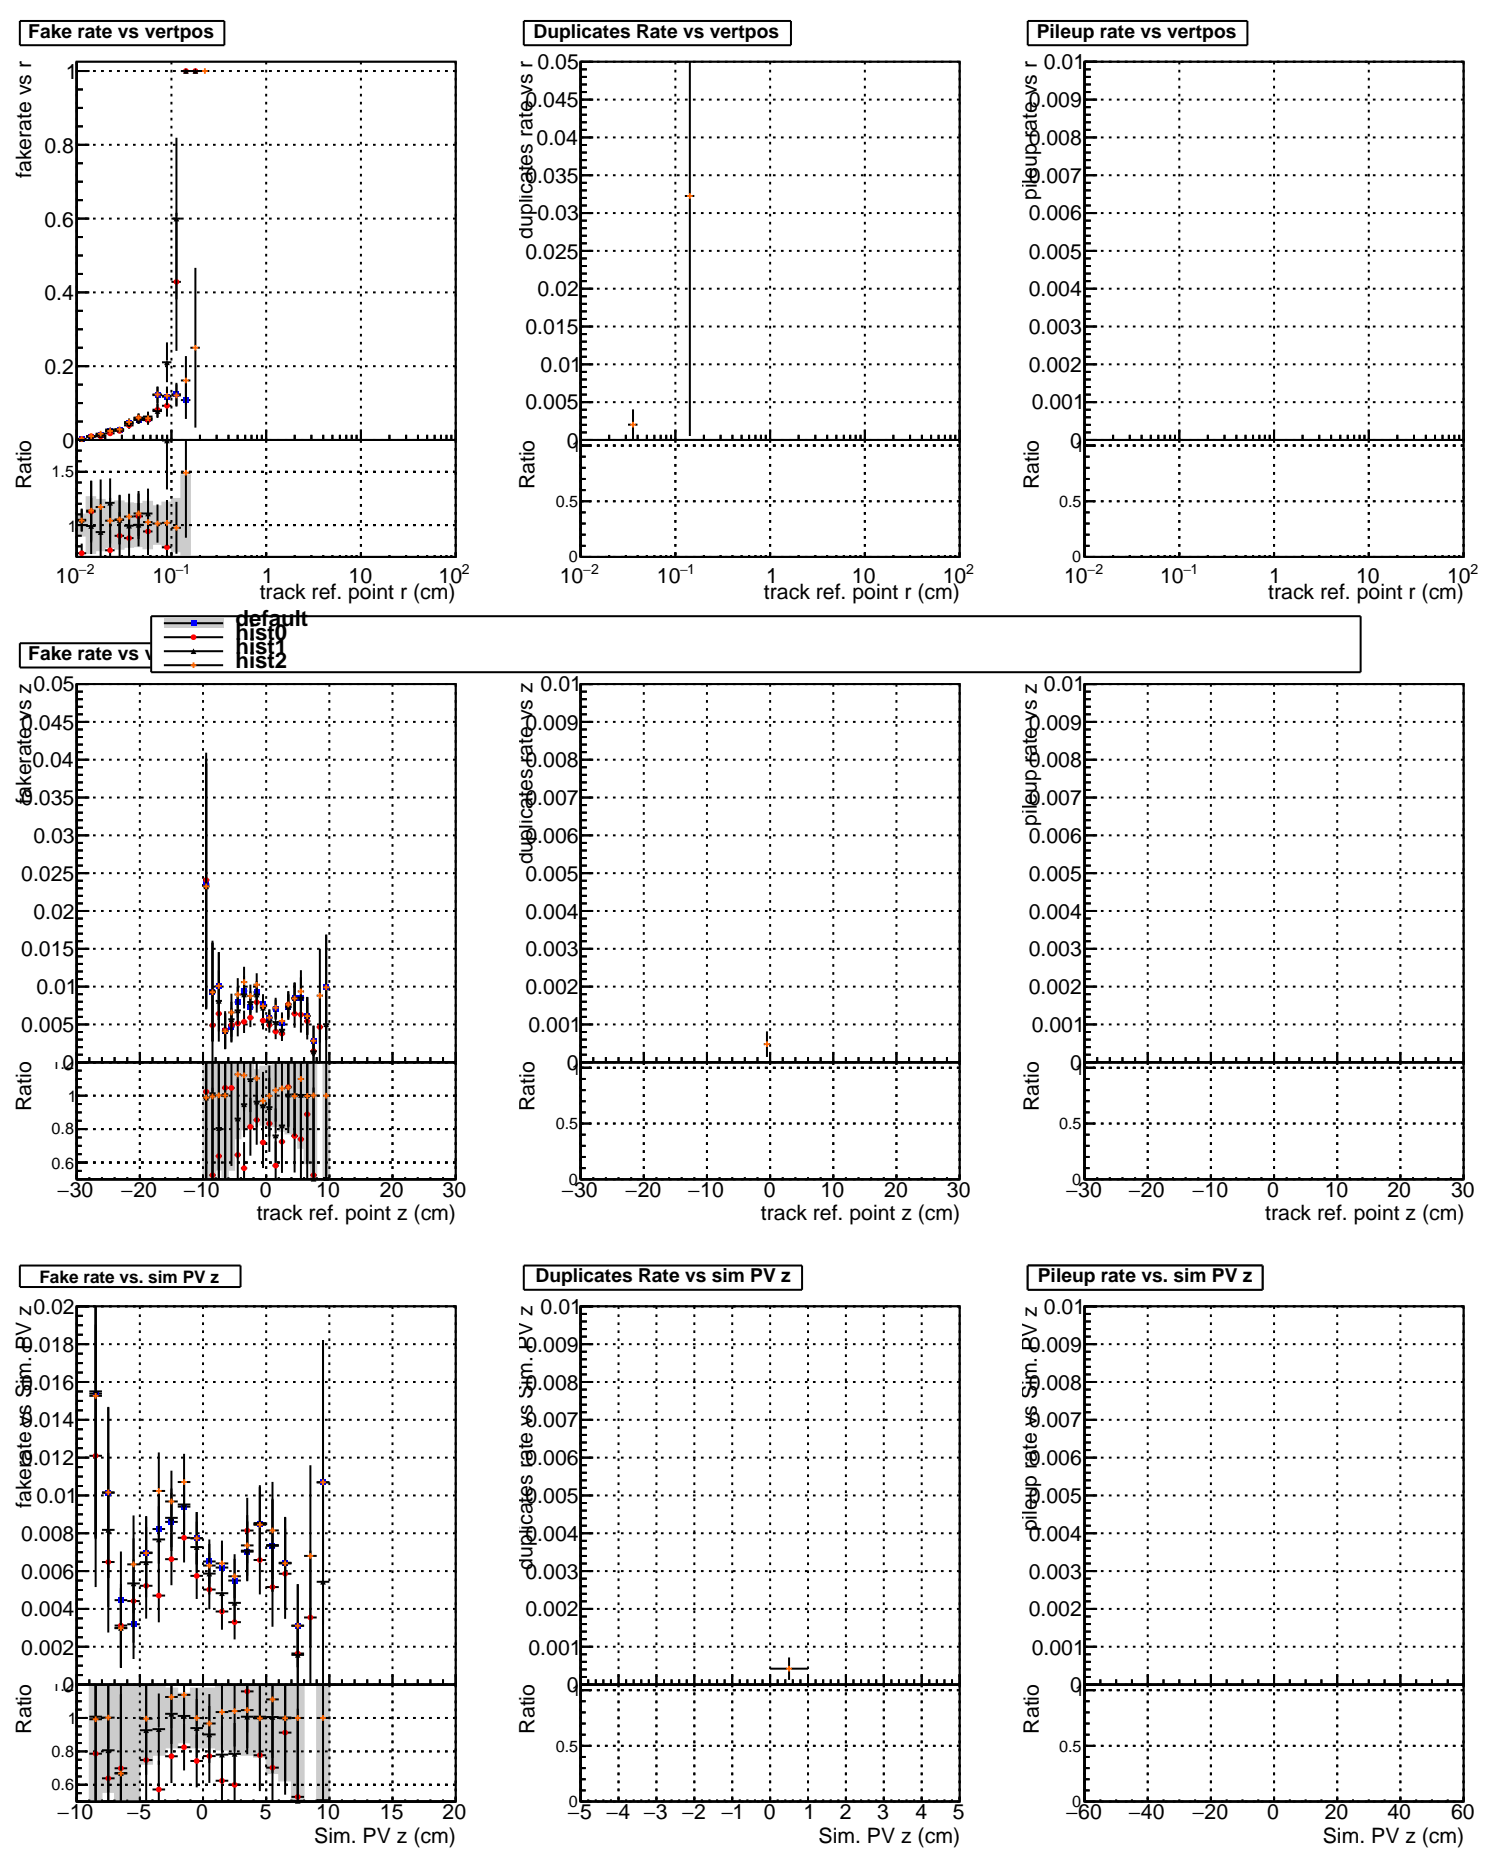 Fake rate vs vertpos
Duplicates Rate vs vertpos
Pileup rate vs vertpos
fakerate vs r
1
0.8
0.6
0.4
0.2
0
Ratio
1.5
1
10−2 10−1 1 10 102
track ref. point r (cm)
duplicates rate vs r
0.05
0.045
0.04
0.035
0.03
0.025
0.02
0.015
0.01
0.005
0
Ratio
1
0.5
0
10−2 10−1 1 10 102
track ref. point r (cm)
pileup rate vs r
0.01
0.009
0.008
0.007
0.006
0.005
0.004
0.003
0.002
0.001
0
Ratio
1
0.5
0
10−2 10−1 1 10 102
track ref. point r (cm)
default
hist0
hist1
hist2
Fake rate vs
fakerate vs z
0.05
0.045
0.04
0.035
0.03
0.025
0.02
0.015
0.01
0.005
0
Ratio
1
0.8
0.6
−30 −20 −10 0 10 20 30
track ref. point z (cm)
duplicates rate vs z
0.01
0.009
0.008
0.007
0.006
0.005
0.004
0.003
0.002
0.001
0
Ratio
1
0.5
0
−30 −20 −10 0 10 20 30
track ref. point z (cm)
pileup rate vs z
0.01
0.009
0.008
0.007
0.006
0.005
0.004
0.003
0.002
0.001
0
Ratio
1
0.5
0
−30 −20 −10 0 10 20 30
track ref. point z (cm)
Fake rate vs. sim PV z
Duplicates Rate vs sim PV z
Pileup rate vs. sim PV z
fakerate vs Sim. PV z
0.02
0.018
0.016
0.014
0.012
0.01
0.008
0.006
0.004
0.002
0
Ratio
1
0.8
0.6
−10 −5 0 5 10 15 20
Sim. PV z (cm)
duplicates rate vs Sim. PV z
0.01
0.009
0.008
0.007
0.006
0.005
0.004
0.003
0.002
0.001
0
Ratio
1
0.5
0
−5 −4 −3 −2 −1 0 1 2 3 4 5
Sim. PV z (cm)
pileup rate vs Sim. PV z
0.01
0.009
0.008
0.007
0.006
0.005
0.004
0.003
0.002
0.001
0
Ratio
1
0.5
0
−60 −40 −20 0 20 40 60
Sim. PV z (cm)